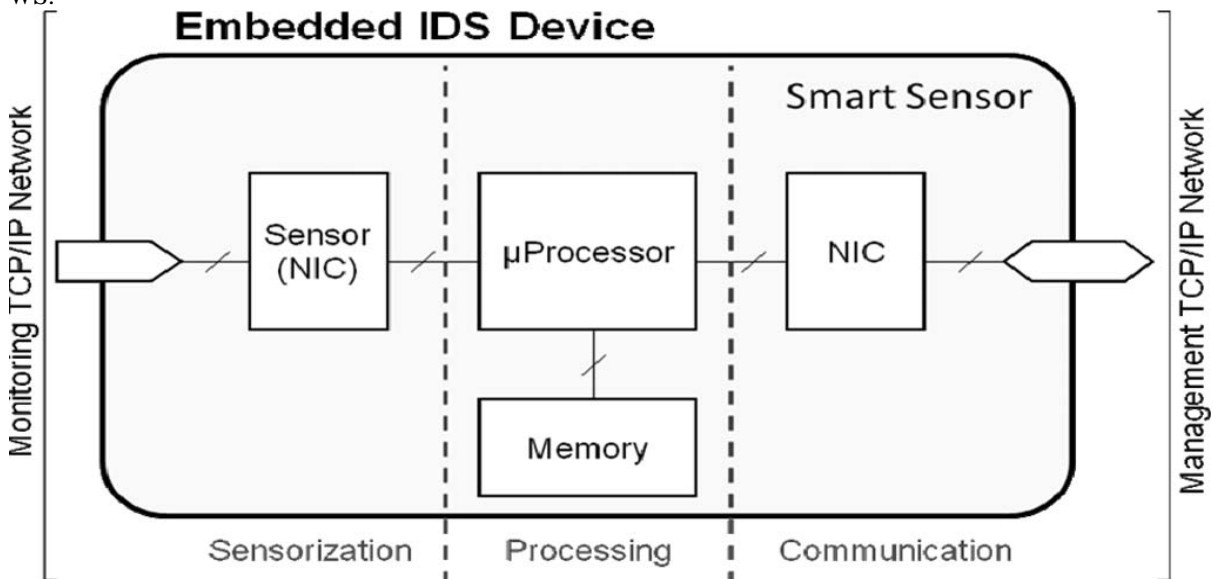 ws.
Embedded IDS Device
Smart Sensor
Monitoring TCP/IP Network
Sensor
(NIC)
µProcessor
NIC
Memory
Management TCP/IP Network
Sensorization
Processing
Communication